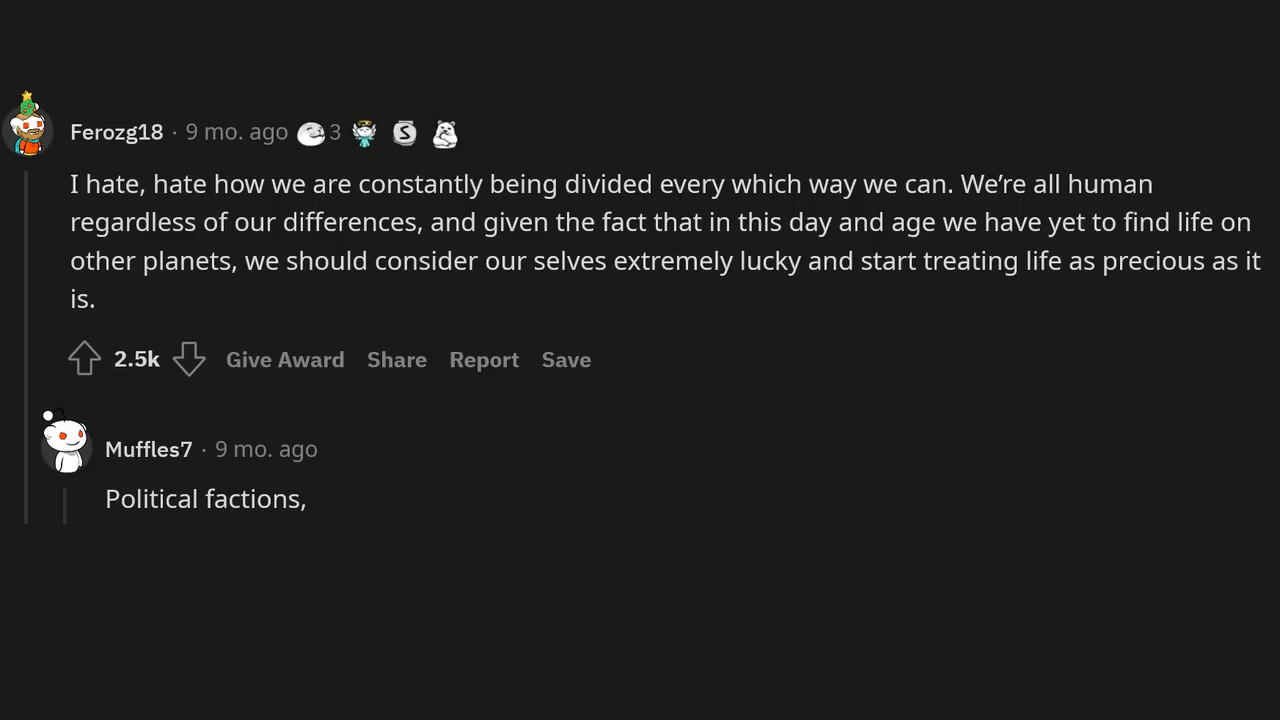 Ferozg18 · 9 mo. ago 3 S
I hate, hate how we are constantly being divided every which way we can. We’re all human
regardless of our differences, and given the fact that in this day and age we have yet to find life on
other planets, we should consider our selves extremely lucky and start treating life as precious as it
is.
2.5k Give Award Share Report Save
Muffles7 · 9 mo. ago
Political factions,